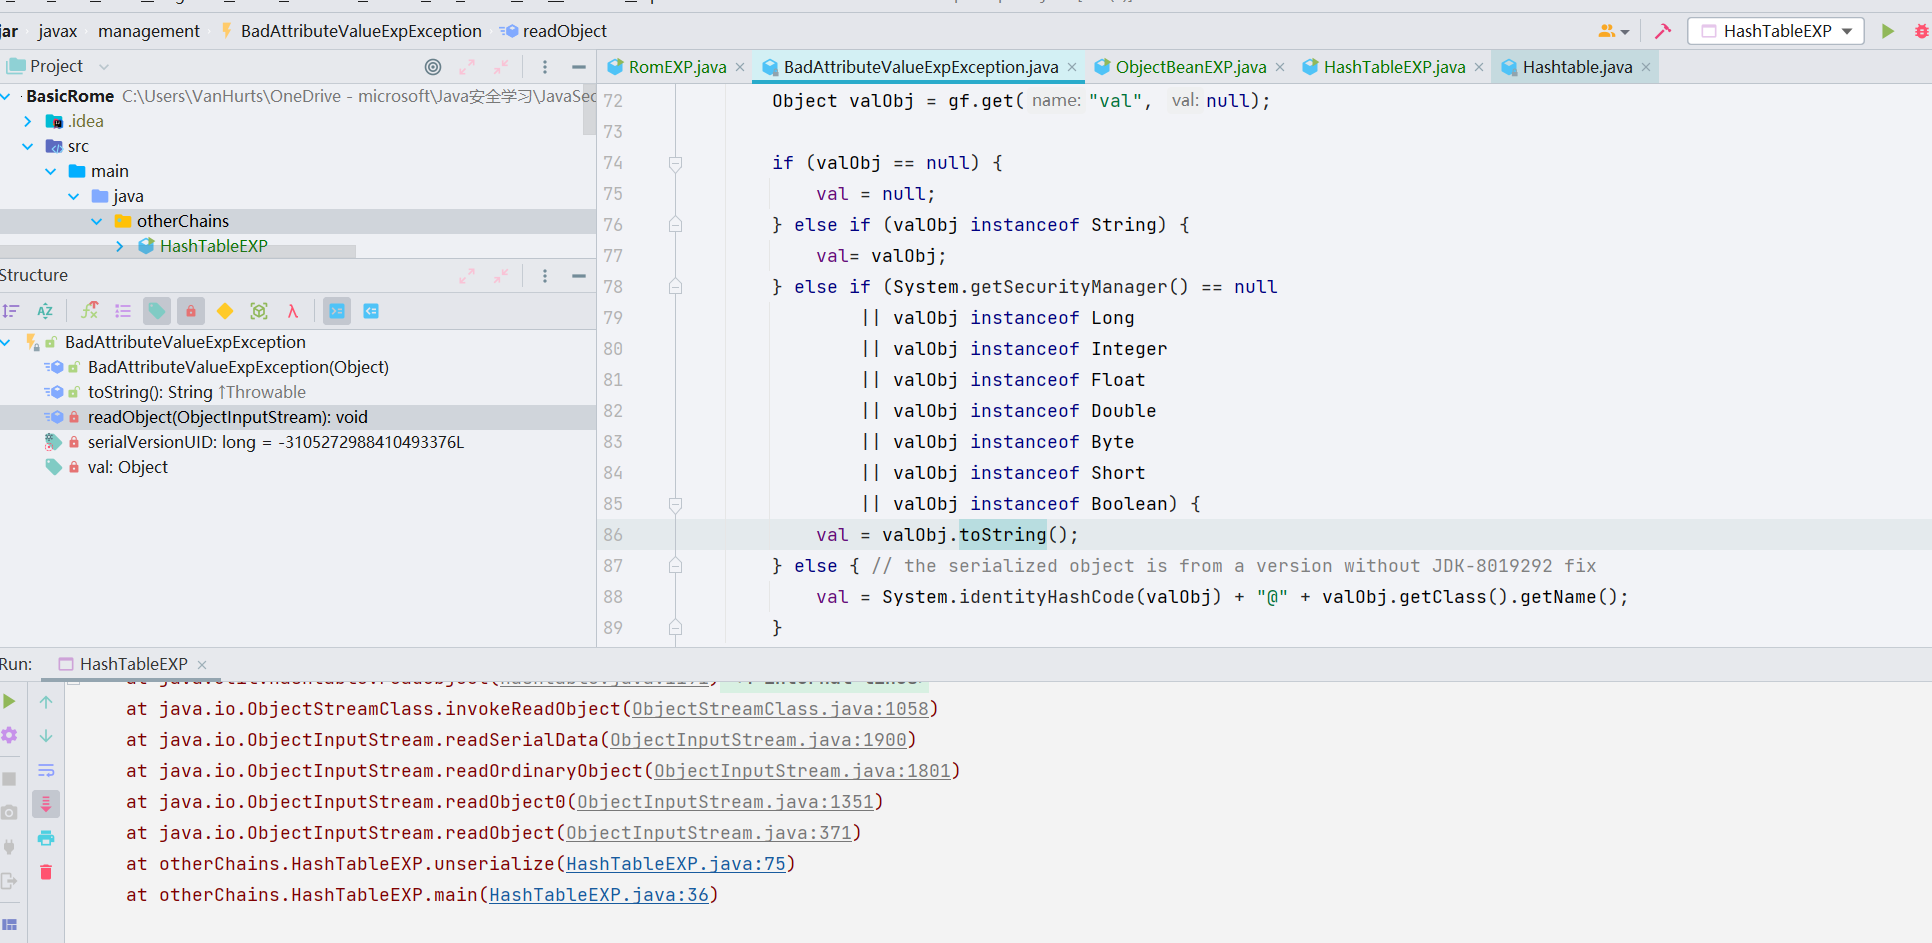 jar javax management BadAttributeValueExpException readObject HashTableEXP
Project
RomEXP.java BadAttributeValueExpException.java ObjectBeanEXP.java HashTableEXP.java Hashtable.java
BasicRome C:\Users\VanHurts\OneDrive - microsoft\Java安全学习\JavaSec
.idea
src
main
java
otherChains
HashTableEXP
Structure
BadAttributeValueExpException
BadAttributeValueExpException(Object)
toString(): String ↑Throwable
readObject(ObjectInputStream): void
serialVersionUID: long = -3105272988410493376L
val: Object
72 Object valObj = gf.get( name: "val", val: null);
73
74 if (valObj == null) {
75 val = null;
76 } else if (valObj instanceof String) {
77 val= valObj;
78 } else if (System.getSecurityManager() == null
79 || valObj instanceof Long
80 || valObj instanceof Integer
81 || valObj instanceof Float
82 || valObj instanceof Double
83 || valObj instanceof Byte
84 || valObj instanceof Short
85 || valObj instanceof Boolean) {
86 val = valObj.toString();
87 } else { // the serialized object is from a version without JDK-8019292 fix
88 val = System.identityHashCode(valObj) + "@" + valObj.getClass().getName();
89 }
Run: HashTableEXP
at java.io.ObjectStreamClass.invokeReadObject(ObjectStreamClass.java:1058)
at java.io.ObjectInputStream.readSerialData(ObjectInputStream.java:1900)
at java.io.ObjectInputStream.readOrdinaryObject(ObjectInputStream.java:1801)
at java.io.ObjectInputStream.readObject0(ObjectInputStream.java:1351)
at java.io.ObjectInputStream.readObject(ObjectInputStream.java:371)
at otherChains.HashTableEXP.unserialize(HashTableEXP.java:75)
at otherChains.HashTableEXP.main(HashTableEXP.java:36)